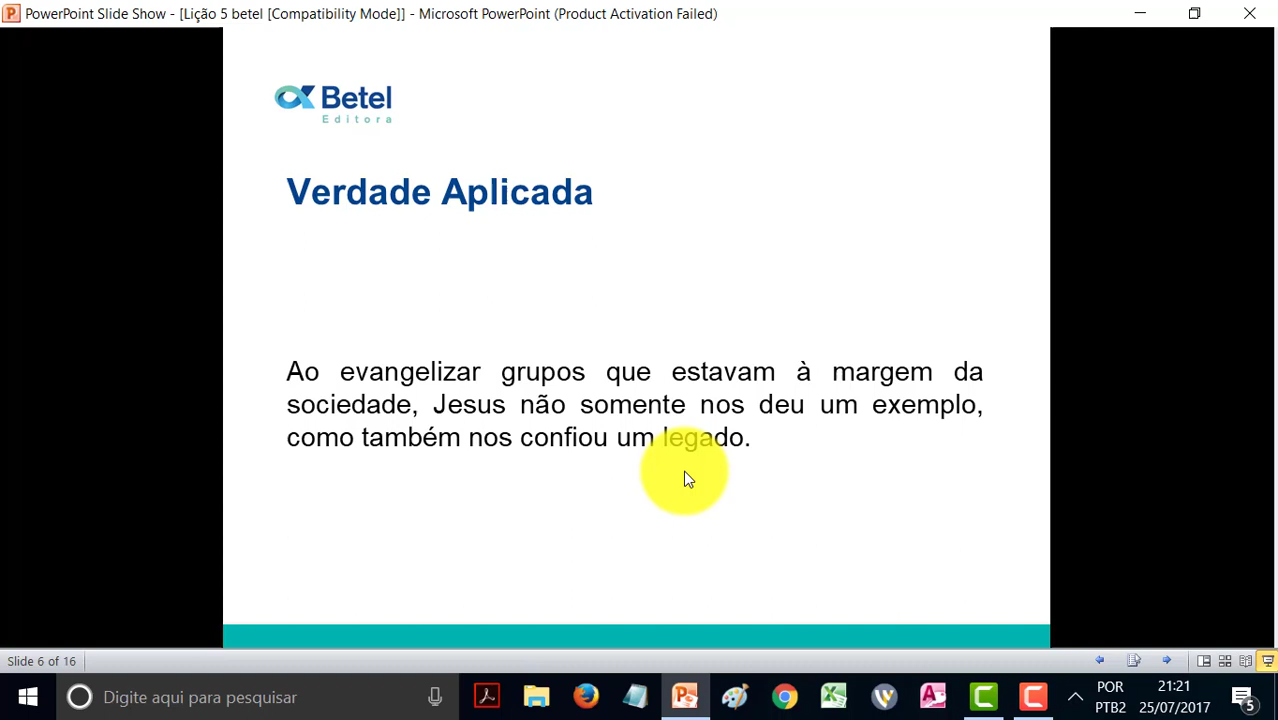 PowerPoint Slide Show - [Lição 5 betel [Compatibility Mode]] - Microsoft PowerPoint (Product Activation Failed)
Betel
Editora
Verdade Aplicada
Ao evangelizar grupos que estavam à margem da
sociedade, Jesus não somente nos deu um exemplo,
como também nos confiou um legado.
Slide 6 of 16
Digite aqui para pesquisar
POR
PTB2
21:21
25/07/2017
5